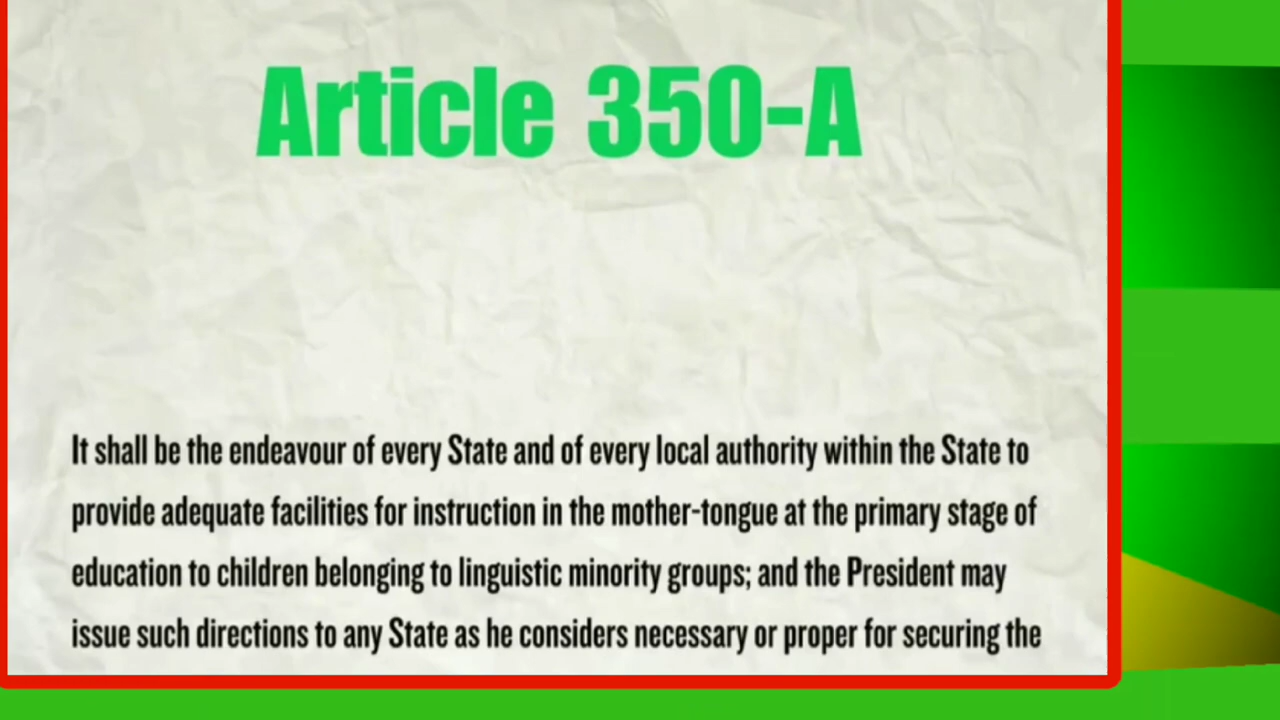 Article 350-A
It shall be the endeavour of every State and of every local authority within the State to
provide adequate facilities for instruction in the mother-tongue at the primary stage of
education to children belonging to linguistic minority groups; and the President may
issue such directions to any State as he considers necessary or proper for securing the